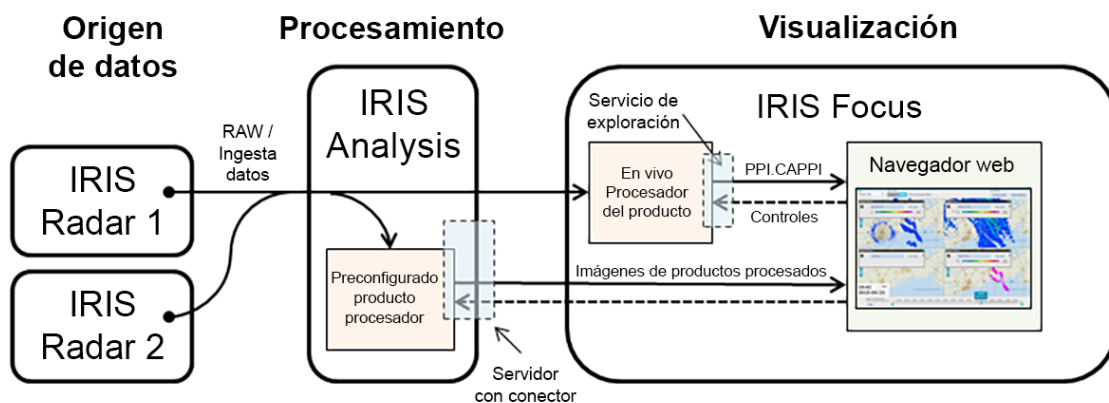 Origen
de datos
Procesamiento
Visualización
IRIS
Radar 1
IRIS
Radar 2
RAW /
Ingesta
datos
IRIS
Analysis
Preconfigurado
producto
procesador
Servidor
con conector
IRIS Focus
Servicio de
exploración
En vivo
Procesador
del producto
PPI.CAPPI
Controles
Imágenes de productos procesados
Navegador web